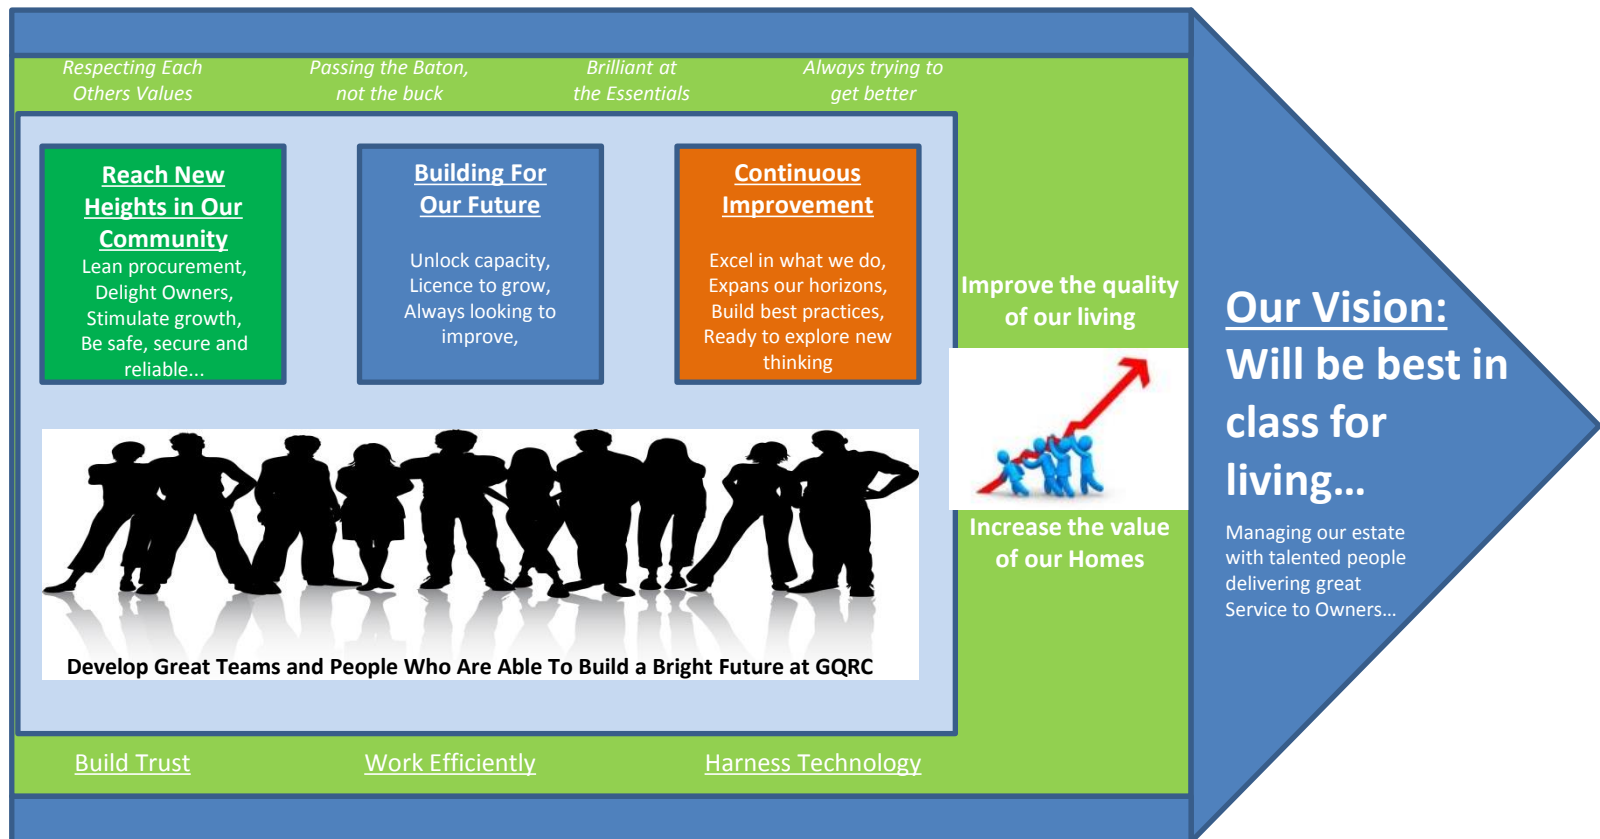 Respecting Each
Others Values
Passing the Baton,
not the buck
Brilliant at
the Essentials
Always trying to
get better
Reach New
Heights in Our
Community
Lean procurement,
Delight Owners,
Stimulate growth,
Be safe, secure and
reliable...
Building For
Our Future
Unlock capacity,
Licence to grow,
Always looking to
improve,
Continuous
Improvement
Excel in what we do,
Expans our horizons,
Build best practices,
Ready to explore new
thinking
Develop Great Teams and People Who Are Able To Build a Bright Future at GQRC
Build Trust
Work Efficiently
Harness Technology
Improve the quality
of our living
Increase the value
of our Homes
Our Vision:
Will be best in
class for
living...
Managing our estate
with talented people
delivering great
Service to Owners...